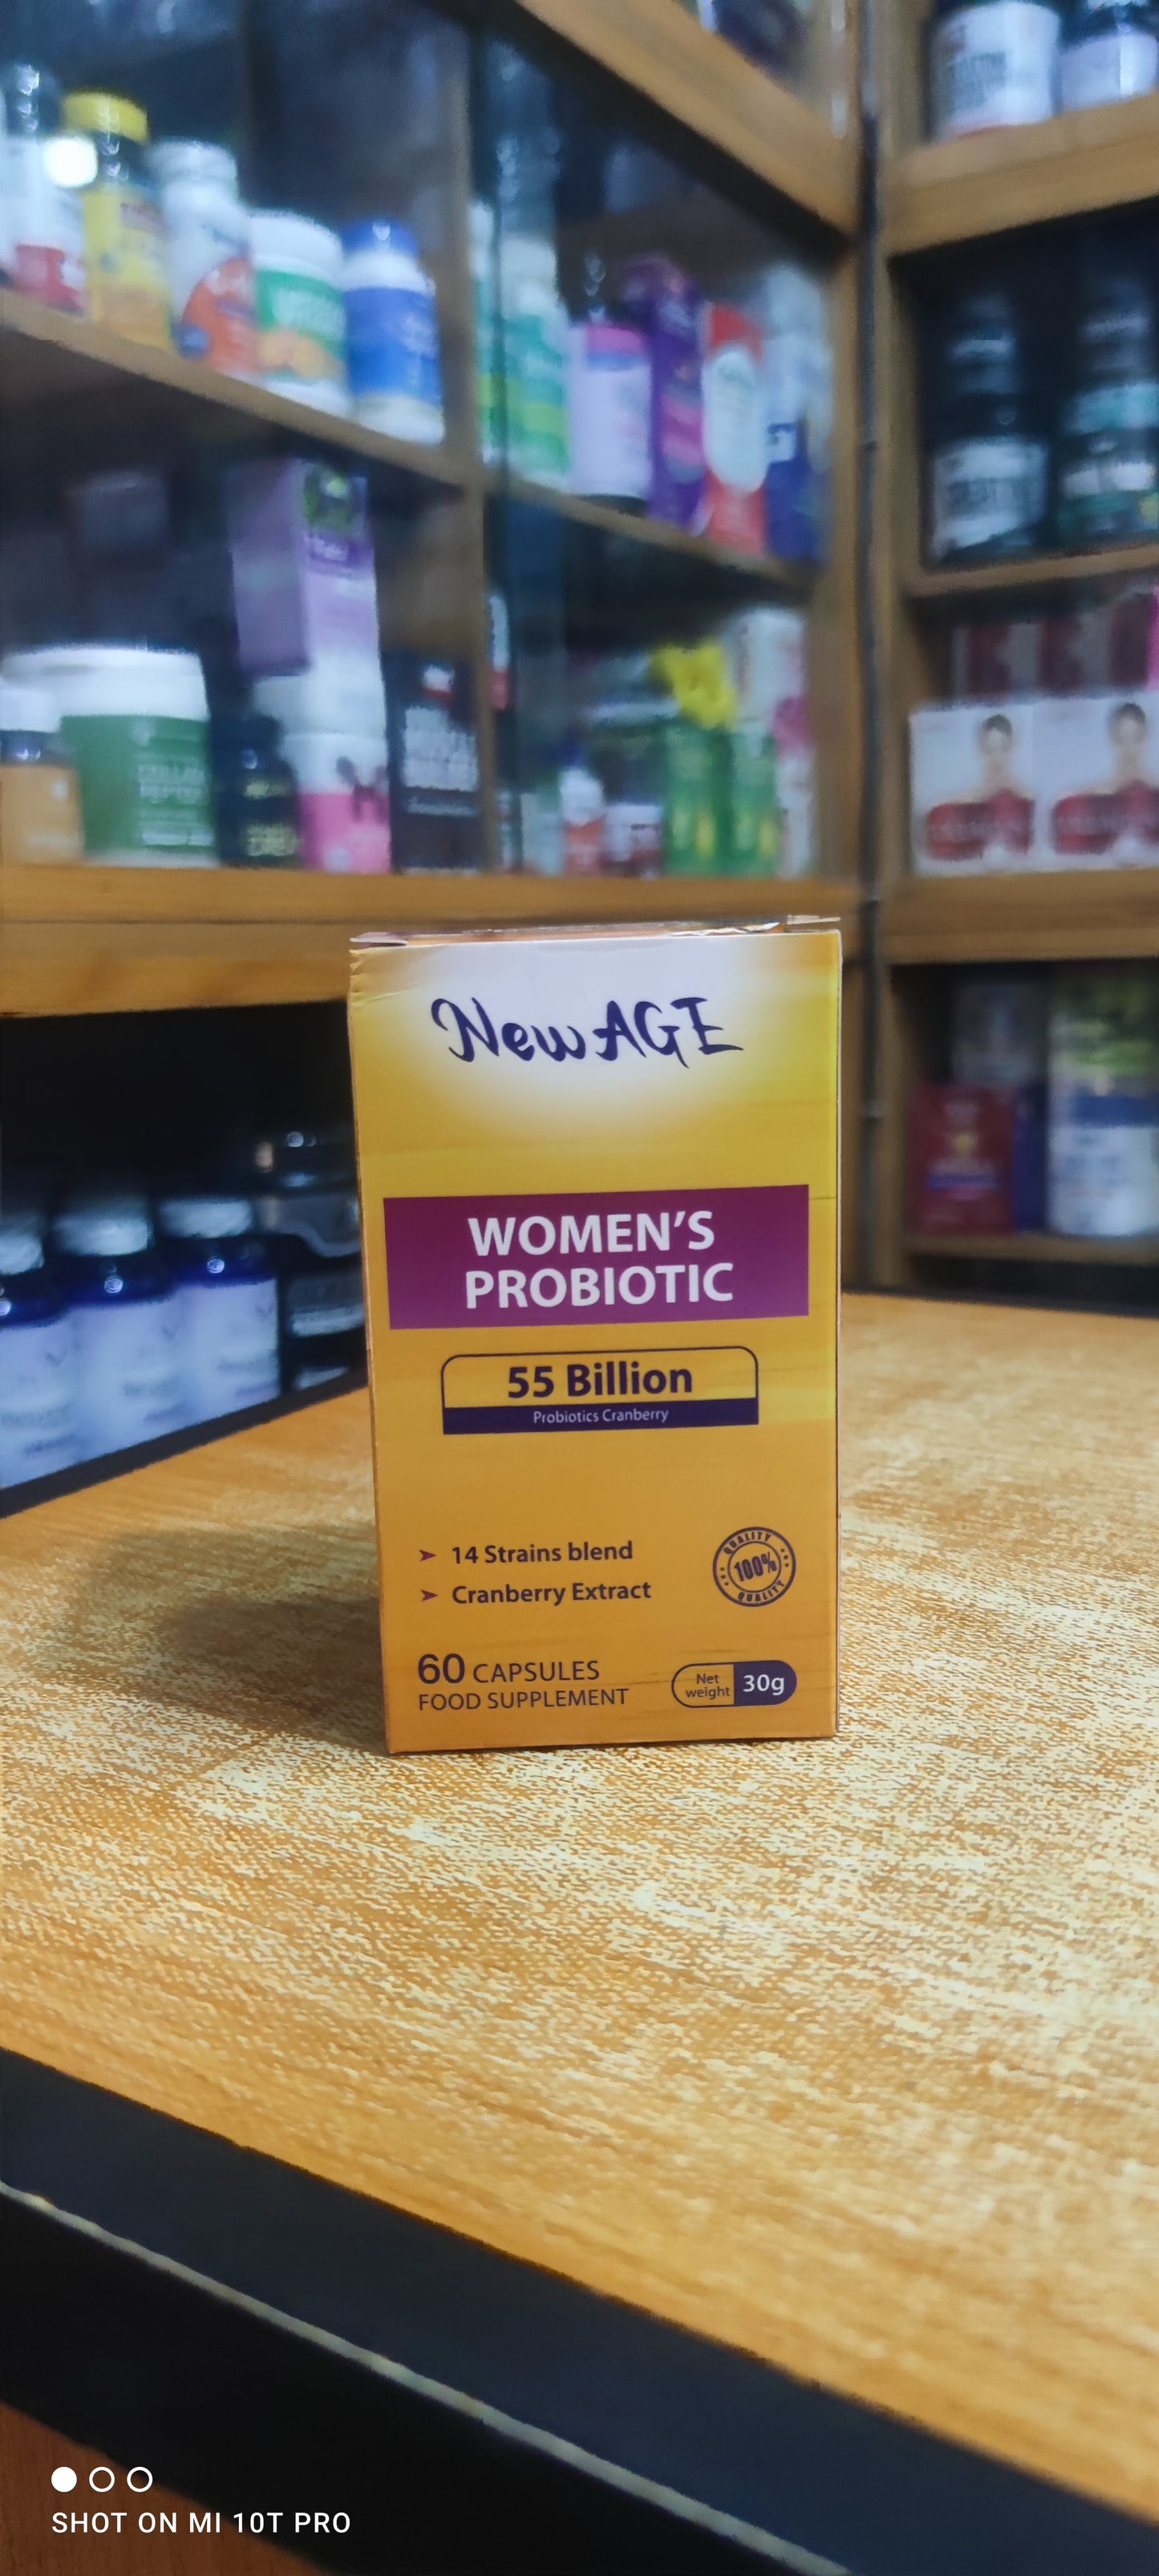 New AGE
WOMEN'S
PROBIOTIC
55 Billion
Probiotics Cranberry
➤ 14 Strains blend
➤ Cranberry Extract
QUALITY
100%
QUALITY
60 CAPSULES
FOOD SUPPLEMENT
Net
weight
30g
SHOT ON MI 10T PRO